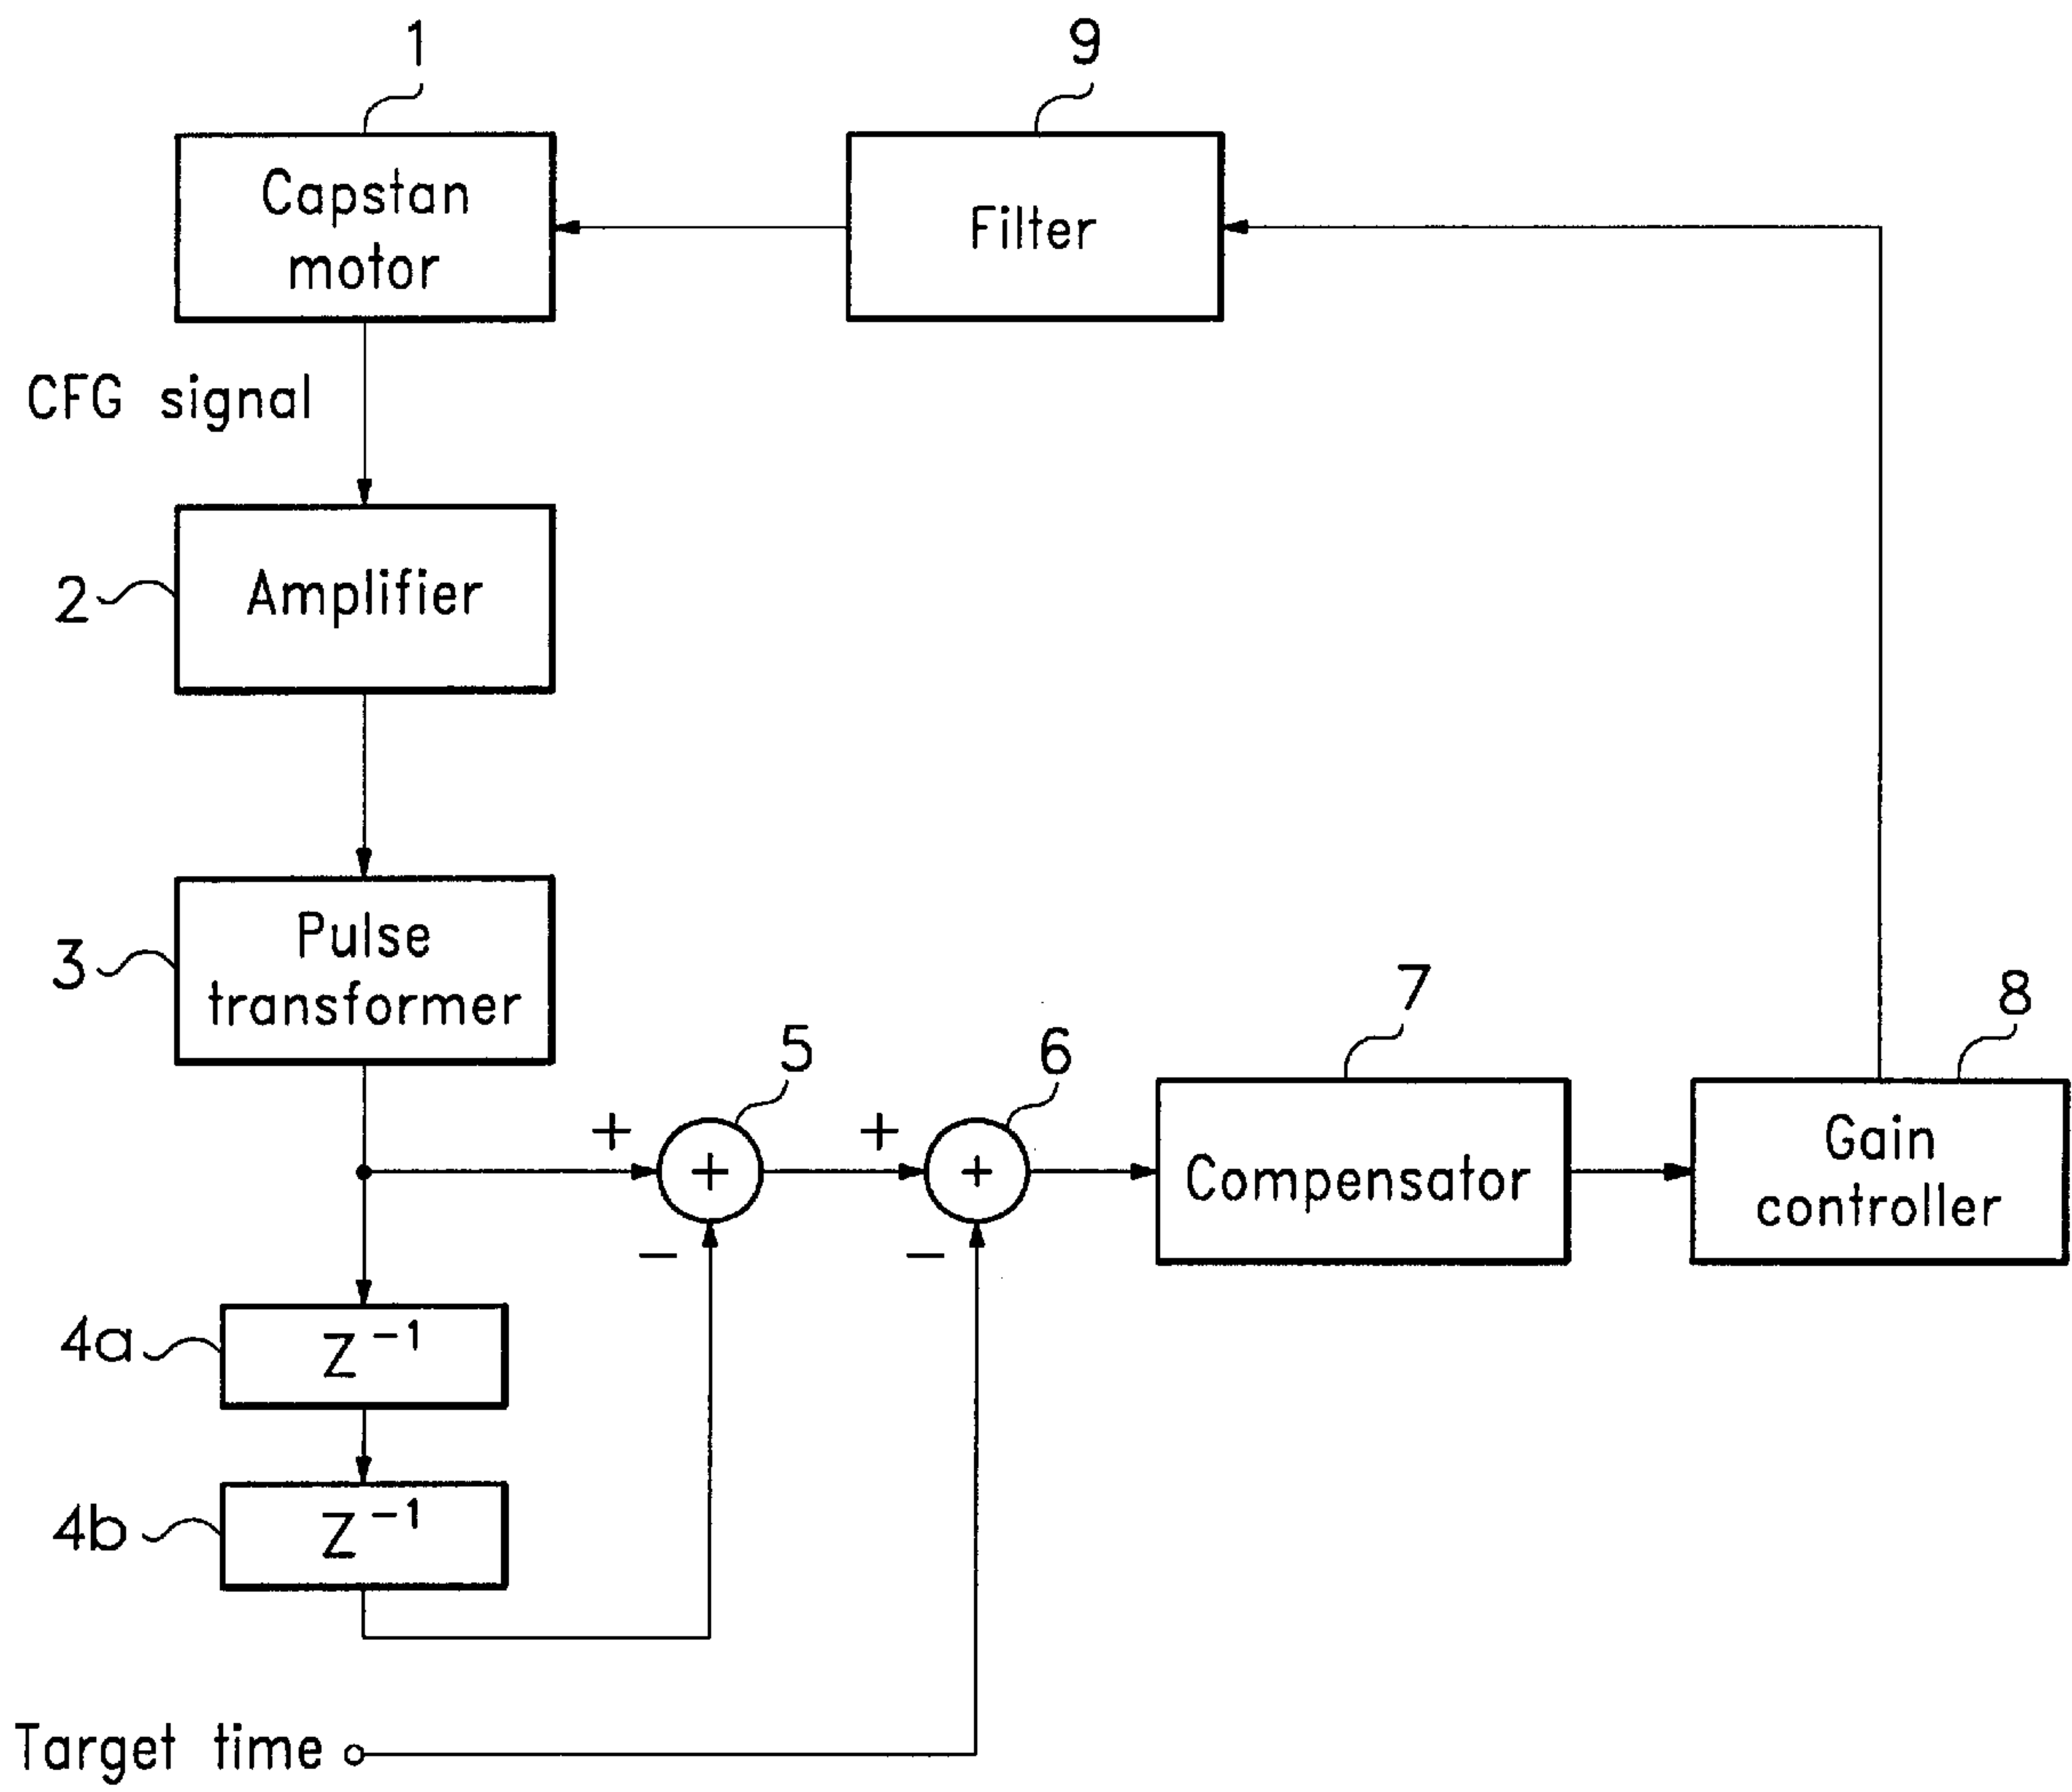 1
9
Capstan
motor
Filter
CFG signal
2
Amplifier
3
Pulse
transformer
5
6
7
8
+
+
+
+
Compensator
Gain
controller
−
−
4a
Z⁻¹
4b
Z⁻¹
Target time